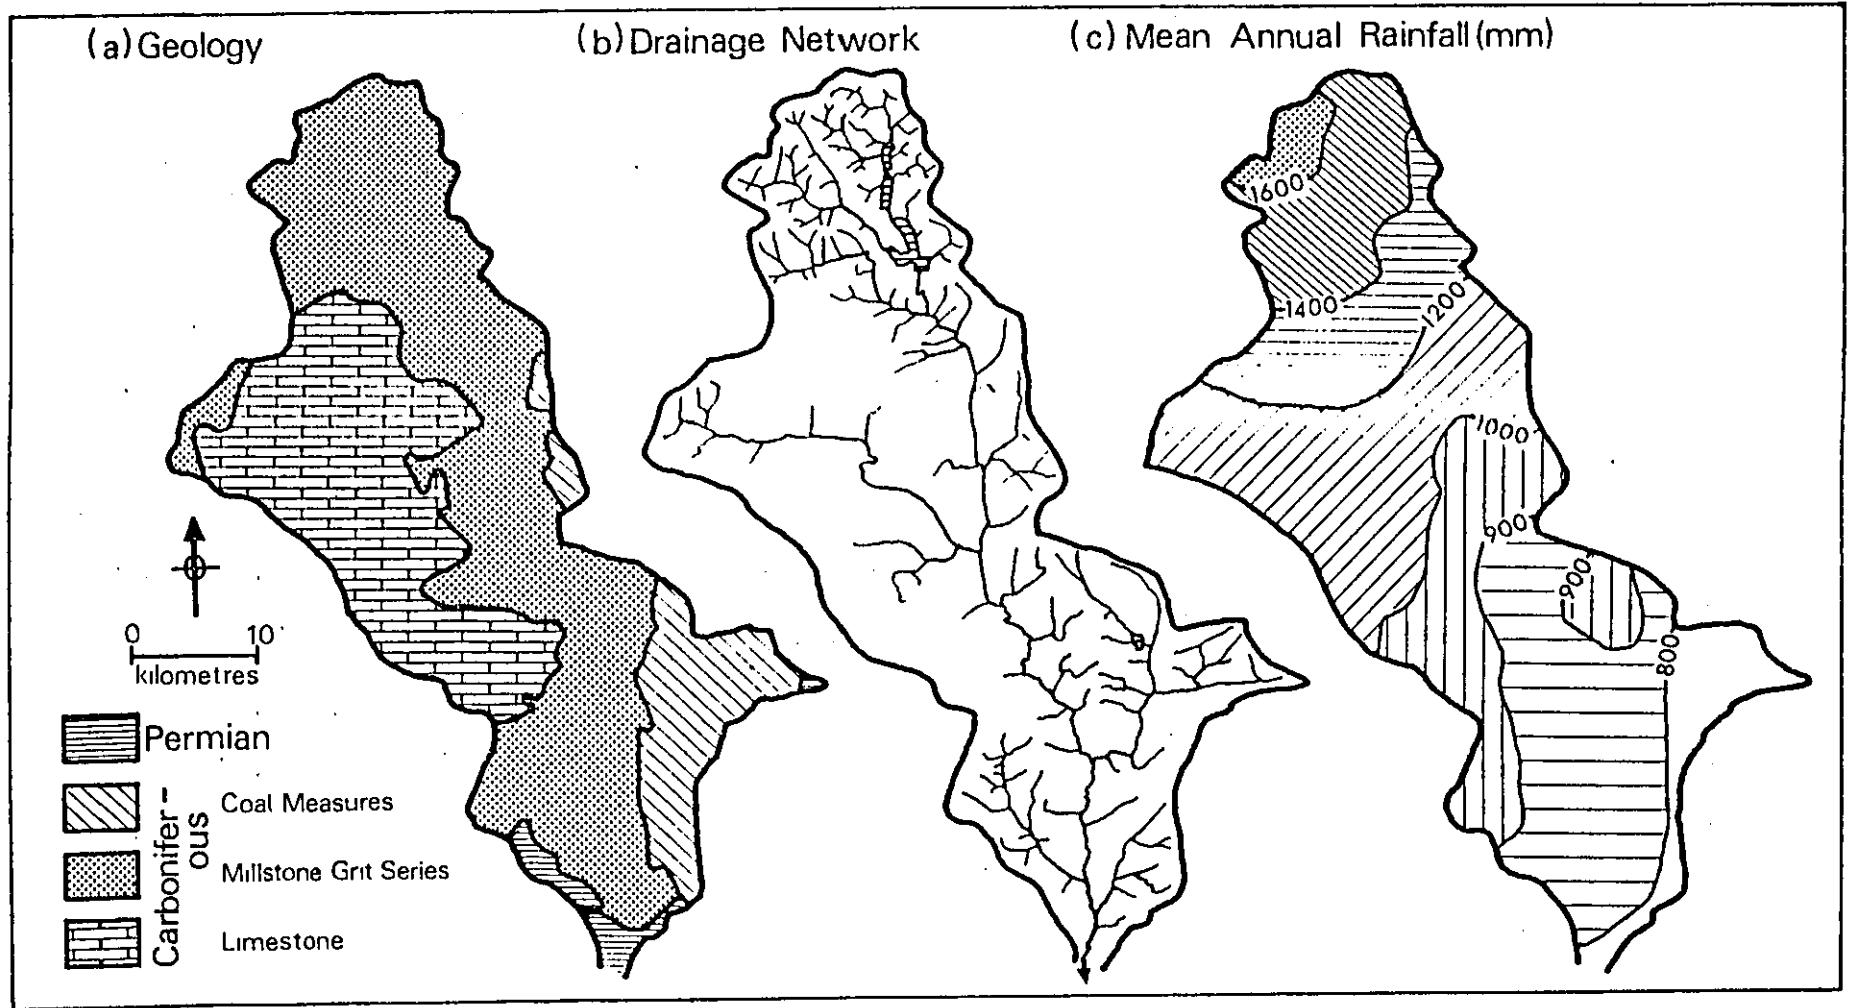 (a) Geology
(b) Drainage Network
(c) Mean Annual Rainfall (mm)
1600
1400
1200
1000
900
900
800
0 10
kilometres
Permian
Carbonifer-
ous
Coal Measures
Millstone Grit Series
Limestone